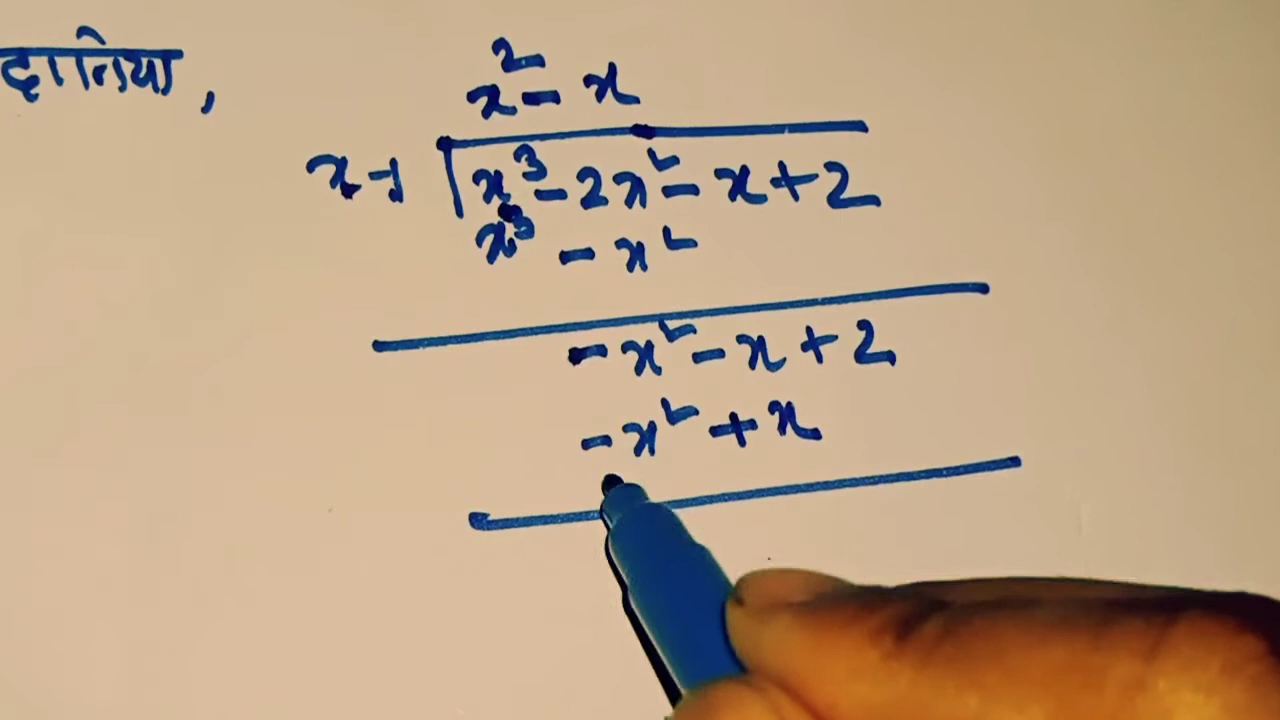 द्रानिया,
x² - x
x-1 | x³ - 2x² - x + 2
x³ - x²
-x² - x + 2
-x² + x